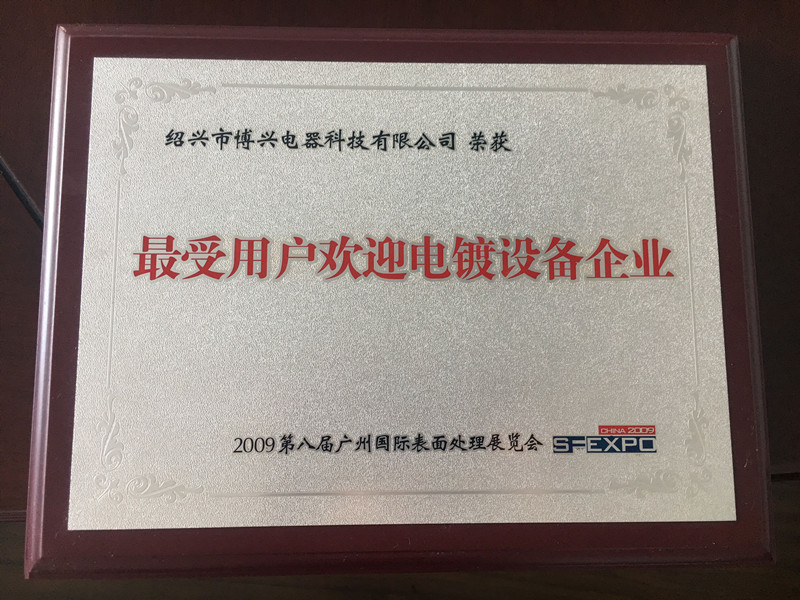 绍兴市博兴电器科技有限公司 荣获
最受用户欢迎电镀设备企业
2009第八届广州国际表面处理展览会
CHINA 2009
SFEXPO